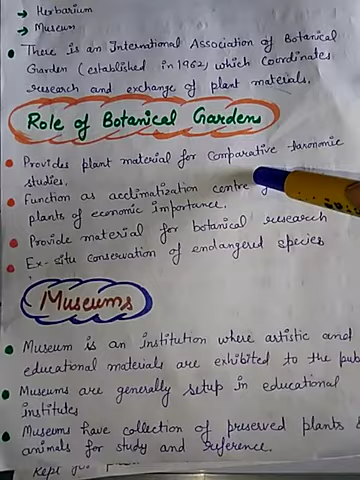 → Herbarium
→ Museum
• There is an International Association of Botanical
Garden (established in 1962) which coordinates
research and exchange of plant materials.
Role of Botanical Gardens
• Provides plant material for comparative taxonomic
studies.
• Function as acclimatization centre
plants of economic importance.
• Provide material for botanical research
• Ex-situ conservation of endangered species
Museums
• Museum is an institution where artistic and
educational materials are exhibited to the pub
• Museums are generally setup in educational
institutes
• Museums have collection of preserved plants &
animals for study and reference.
Kept